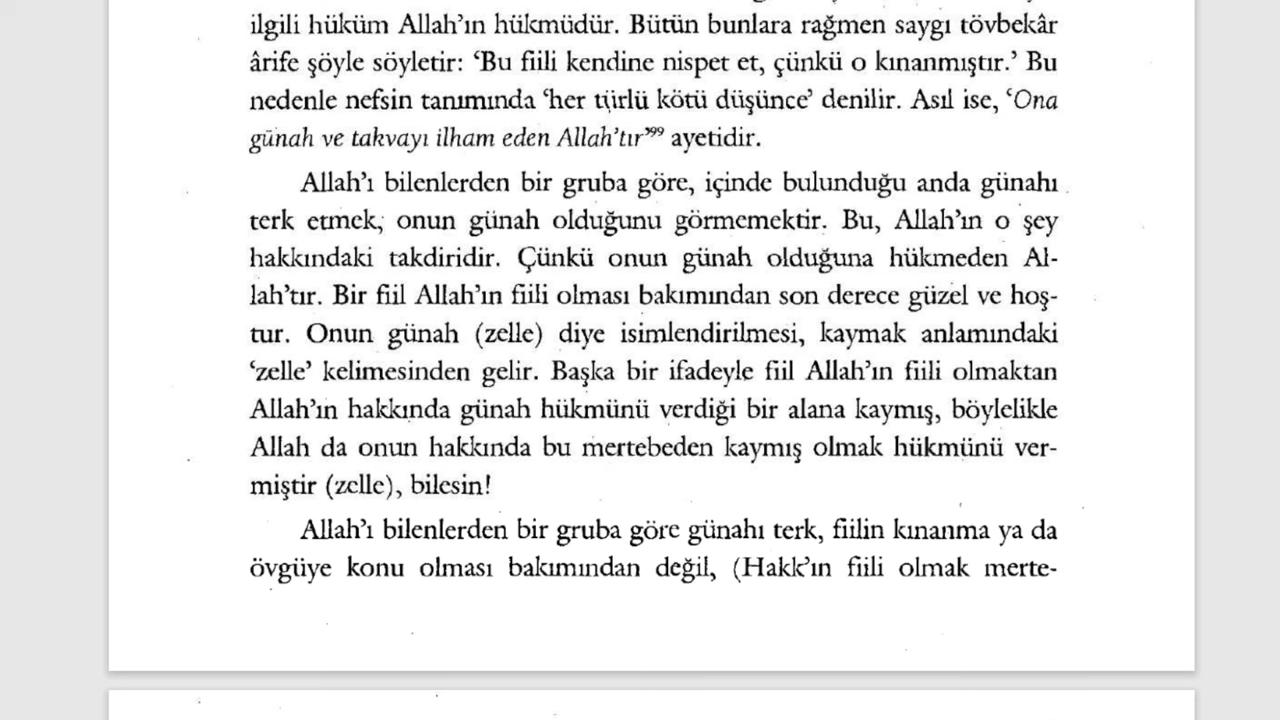 ilgili hüküm Allah’ın hükmüdür. Bütün bunlara rağmen saygı tövbekâr
ârife şöyle söyletir: ‘Bu fiili kendine nispet et, çünkü o kınanmıştır.’ Bu
nedenle nefsin tanımında ‘her türlü kötü düşünce’ denilir. Asıl ise, ‘Ona
günah ve takvayı ilham eden Allah’tır’⁹⁹ ayetidir.
Allah’ı bilenlerden bir gruba göre, içinde bulunduğu anda günahı
terk etmek, onun günah olduğunu görmemektir. Bu, Allah’ın o şey
hakkındaki takdiridir. Çünkü onun günah olduğuna hükmeden Al-
lah’tır. Bir fiil Allah’ın fiili olması bakımından son derece güzel ve hoş-
tur. Onun günah (zelle) diye isimlendirilmesi, kaymak anlamındaki
‘zelle’ kelimesinden gelir. Başka bir ifadeyle fiil Allah’ın fiili olmaktan
Allah’ın hakkında günah hükmünü verdiği bir alana kaymış, böylelikle
Allah da onun hakkında bu mertebeden kaymış olmak hükmünü ver-
miştir (zelle), bilesin!
Allah’ı bilenlerden bir gruba göre günahı terk, fiilin kınanma ya da
övgüye konu olması bakımından değil, (Hakk’ın fiili olmak merte-